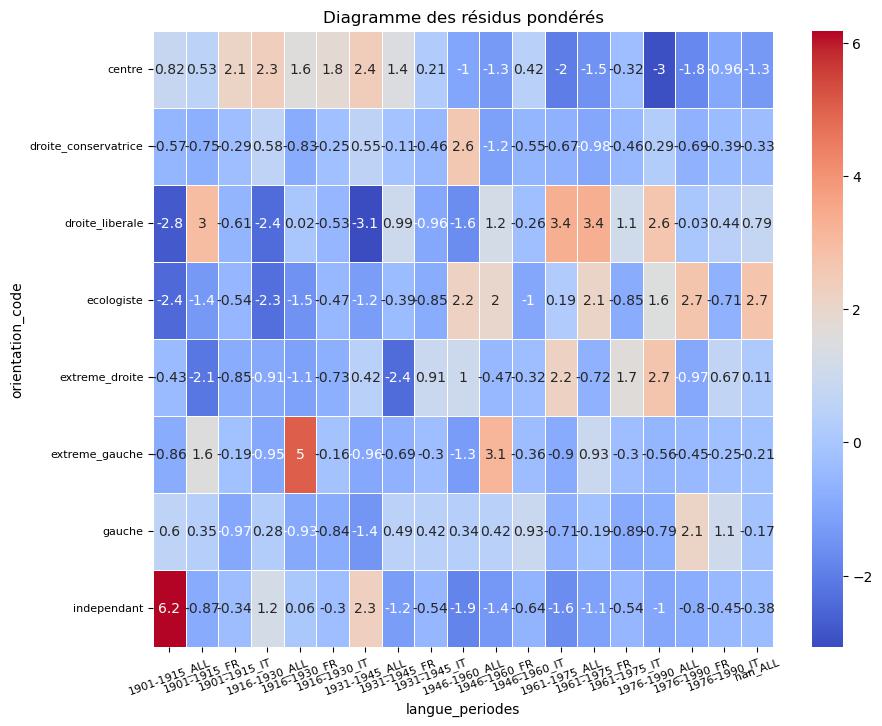 Diagramme des résidus pondérés
centre 0.82 0.53 2.1 2.3 1.6 1.8 2.4 1.4 0.21 -1 -1.3 0.42 -2 -1.5 -0.32 -3 -1.8 -0.96 -1.3
droite_conservatrice -0.57 -0.75 -0.29 0.58 -0.83 -0.25 0.55 -0.11 -0.46 2.6 -1.2 -0.55 -0.67 -0.98 -0.46 0.29 -0.69 -0.39 -0.33
droite_liberale -2.8 3 -0.61 -2.4 0.02 -0.53 -3.1 0.99 -0.96 -1.6 1.2 -0.26 3.4 3.4 1.1 2.6 -0.03 0.44 0.79
ecologiste -2.4 -1.4 -0.54 -2.3 -1.5 -0.47 -1.2 -0.39 -0.85 2.2 2 -1 0.19 2.1 -0.85 1.6 2.7 -0.71 2.7
extreme_droite -0.43 -2.1 -0.85 -0.91 -1.1 -0.73 0.42 -2.4 0.91 1 -0.47 -0.32 2.2 -0.72 1.7 2.7 -0.97 0.67 0.11
extreme_gauche -0.86 1.6 -0.19 -0.95 5 -0.16 -0.96 -0.69 -0.3 -1.3 3.1 -0.36 -0.9 0.93 -0.3 -0.56 -0.45 -0.25 -0.21
gauche 0.6 0.35 -0.97 0.28 -0.93 -0.84 -1.4 0.49 0.42 0.34 0.42 0.93 -0.71 -0.19 -0.89 -0.79 2.1 1.1 -0.17
independant 6.2 -0.87 -0.34 1.2 0.06 -0.3 2.3 -1.2 -0.54 -1.9 -1.4 -0.64 -1.6 -1.1 -0.54 -1 -0.8 -0.45 -0.38
orientation_code
1901-1915_ALL 1901-1915_FR 1901-1915_IT 1916-1930_ALL 1916-1930_FR 1916-1930_IT 1931-1945_ALL 1931-1945_FR 1931-1945_IT 1946-1960_ALL 1946-1960_FR 1946-1960_IT 1961-1975_ALL 1961-1975_FR 1961-1975_IT 1976-1990_ALL 1976-1990_FR 1976-1990_IT nan_ALL
langue_periodes
6
4
2
0
−2